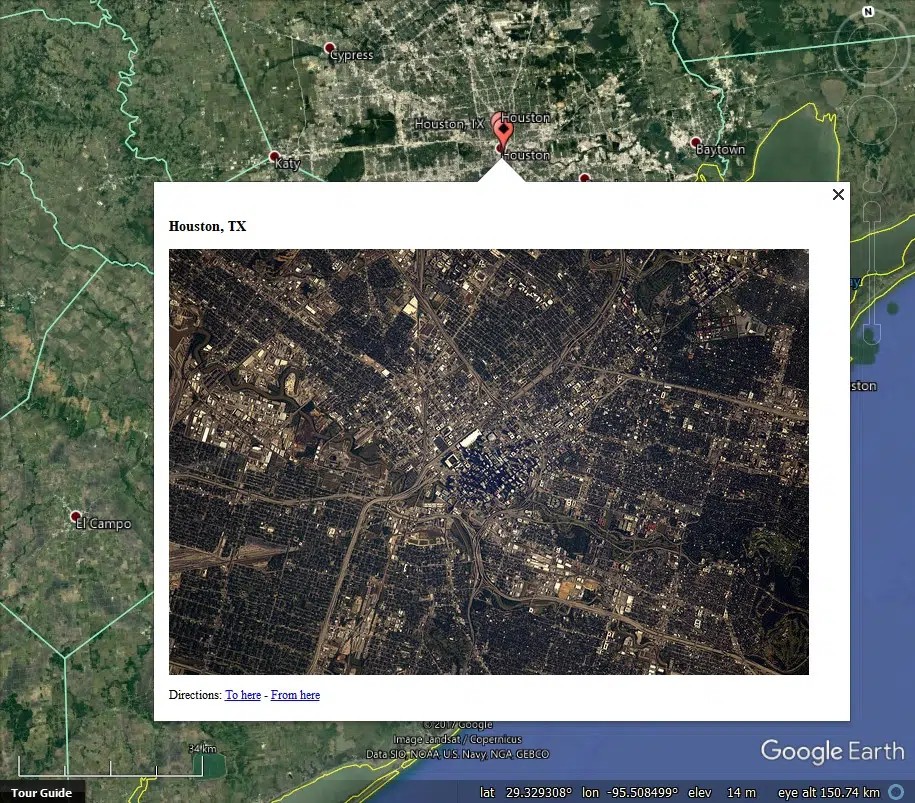 N
Cypress
Houston, TX
Houston
Houston
Katy
Baytown
Houston, TX
ston
El Campo
Directions: To here - From here
© 2017 Google
Image Landsat / Copernicus
Data SIO, NOAA, U.S. Navy, NGA, GEBCO
34 km
Google Earth
Tour Guide
lat 29.329308° lon -95.508499° elev 14 m eye alt 150.74 km